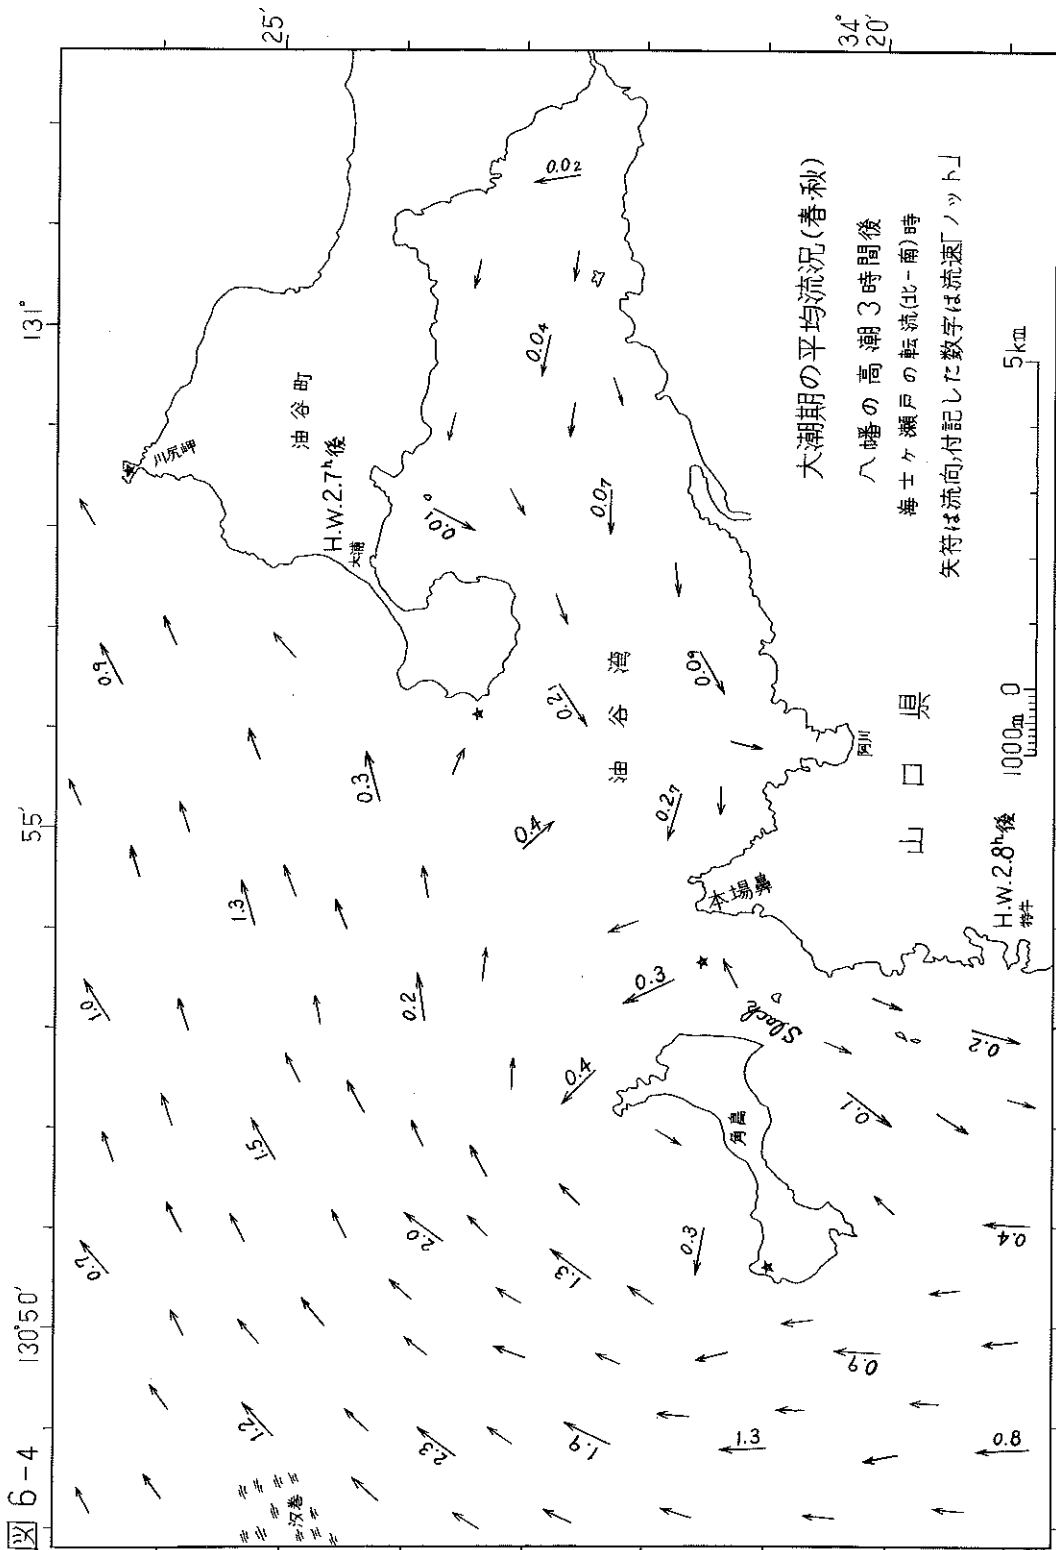 図 6-4
130°50′
55′
131°
25′
34°
20′
川尻岬
油谷町
H.W.2.7ʰ後
大浦
油谷湾
大潮期の平均流況(春・秋)
八幡の高潮3時間後
海士ヶ瀬戸の転流(北-南)時
矢符は流向,付記した数字は流速「ノット」
1000m 0 5km
山口県
阿川
本場鼻
H.W.2.8ʰ後
特牛
角島
Slack
0.7
1.0
0.9
1.2
1.5
1.3
0.3
2.3
2.0
0.2
0.4
1.9
1.3
0.4
0.3
0.3
1.3
0.9
0.1
0.8
0.4
0.2
0.2₁
0.2₇
0.0₉
0.0₁
0.0₇
0.0₄
0.0₂